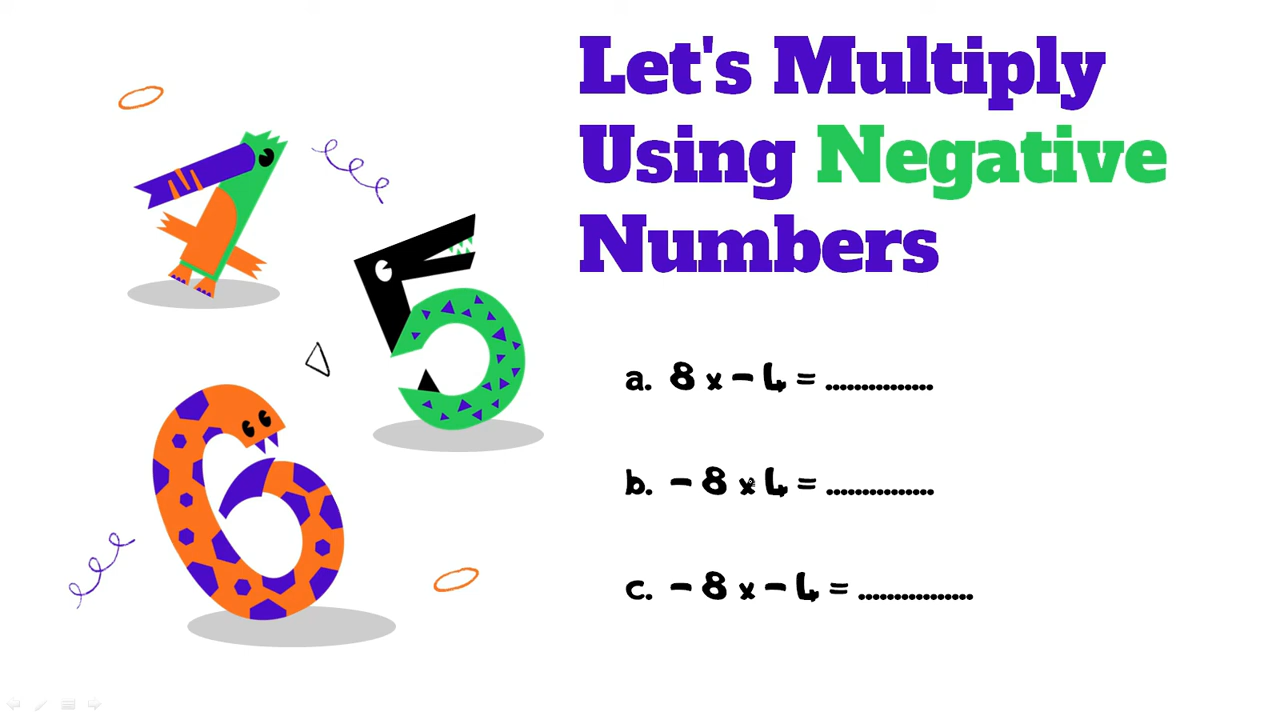 Let's Multiply
Using Negative
Numbers
a. 8 x - 4 = ...............
b. - 8 x 4 = ...............
c. - 8 x - 4 = ................